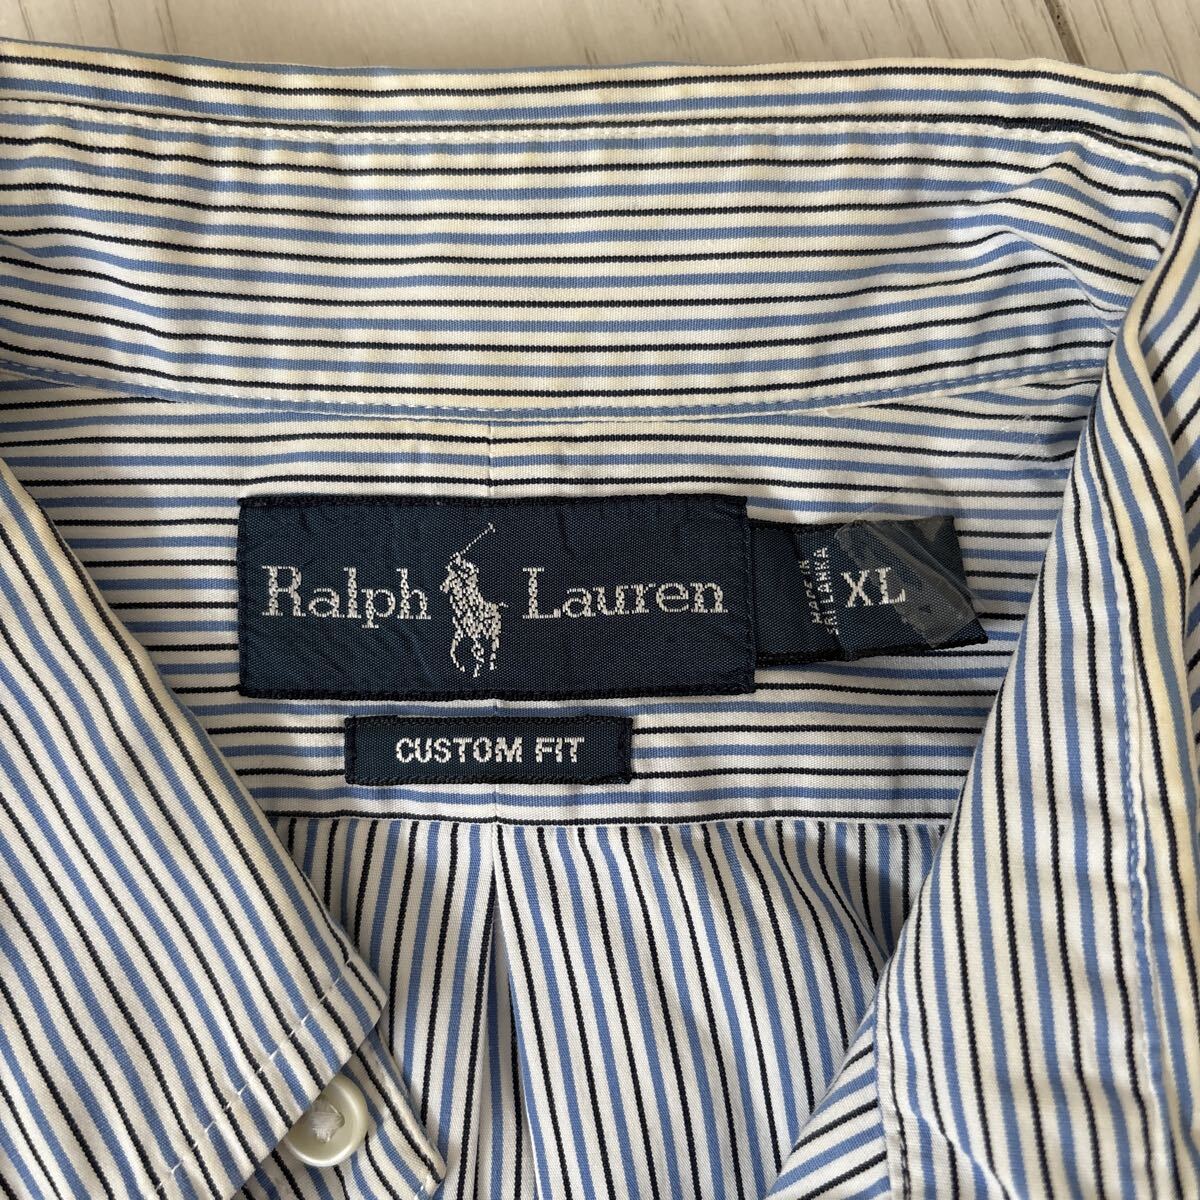 Ralph Lauren
MADE IN
SRI LANKA
XL
CUSTOM FIT